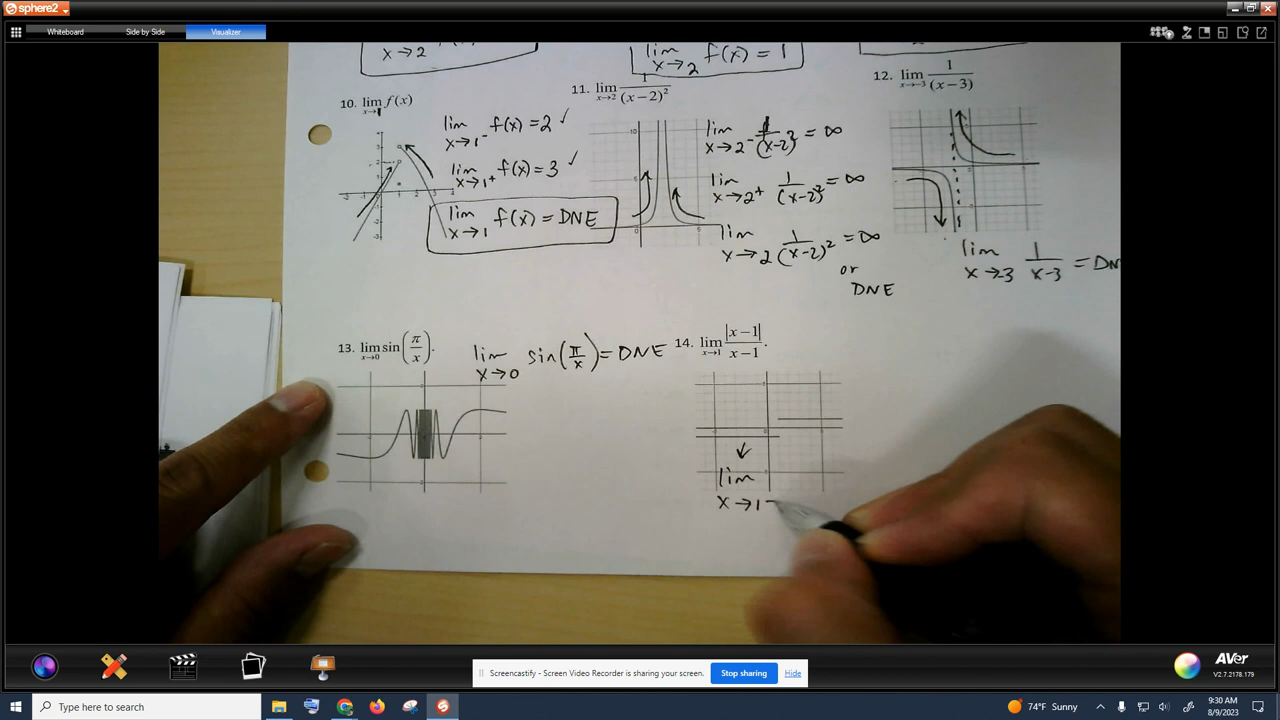 sphere2
Whiteboard
Side by Side
Visualizer
x→2
lim f(x) = 1
x→2
10. lim f(x)
x→1
lim f(x) = 2 ✓
x→1⁻
lim f(x) = 3 ✓
x→1⁺
lim f(x) = DNE
x→1
11. lim 1/(x−2)²
x→2
lim 1/(x-2)² = ∞
x→2⁻
lim 1/(x-2)² = ∞
x→2⁺
lim 1/(x-2)² = ∞
x→2
or
DNE
12. lim 1/(x−3)
x→−3
lim 1/x-3 = DN
x→-3
13. lim sin(π/x).
x→0
lim sin(π/x) = DNE
x→0
14. lim |x−1|/x−1.
x→1
lim
x→1⁻
Screencastify - Screen Video Recorder is sharing your screen.
Stop sharing
Hide
AVer
V2.7.2178.179
Type here to search
74°F Sunny
9:30 AM
8/9/2023